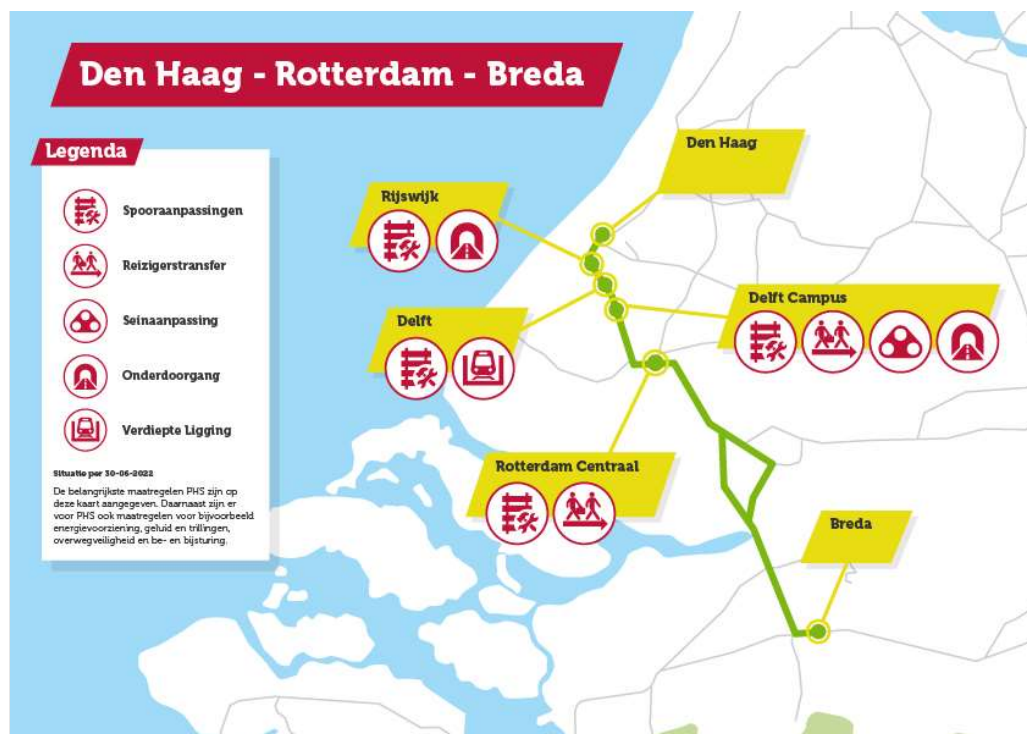 Den Haag - Rotterdam - Breda
Legenda
Spooraanpassingen
Reizigerstransfer
Seinaanpassing
Onderdoorgang
Verdiepte Ligging
Situatie per 30-06-2022
De belangrijkste maatregelen PHS zijn op
deze kaart aangegeven. Daarnaast zijn er
voor PHS ook maatregelen voor bijvoorbeeld
energievoorziening, geluid en trillingen,
overwegveiligheid en be- en bijsturing.
Den Haag
Rijswijk
Delft Campus
Delft
Rotterdam Centraal
Breda